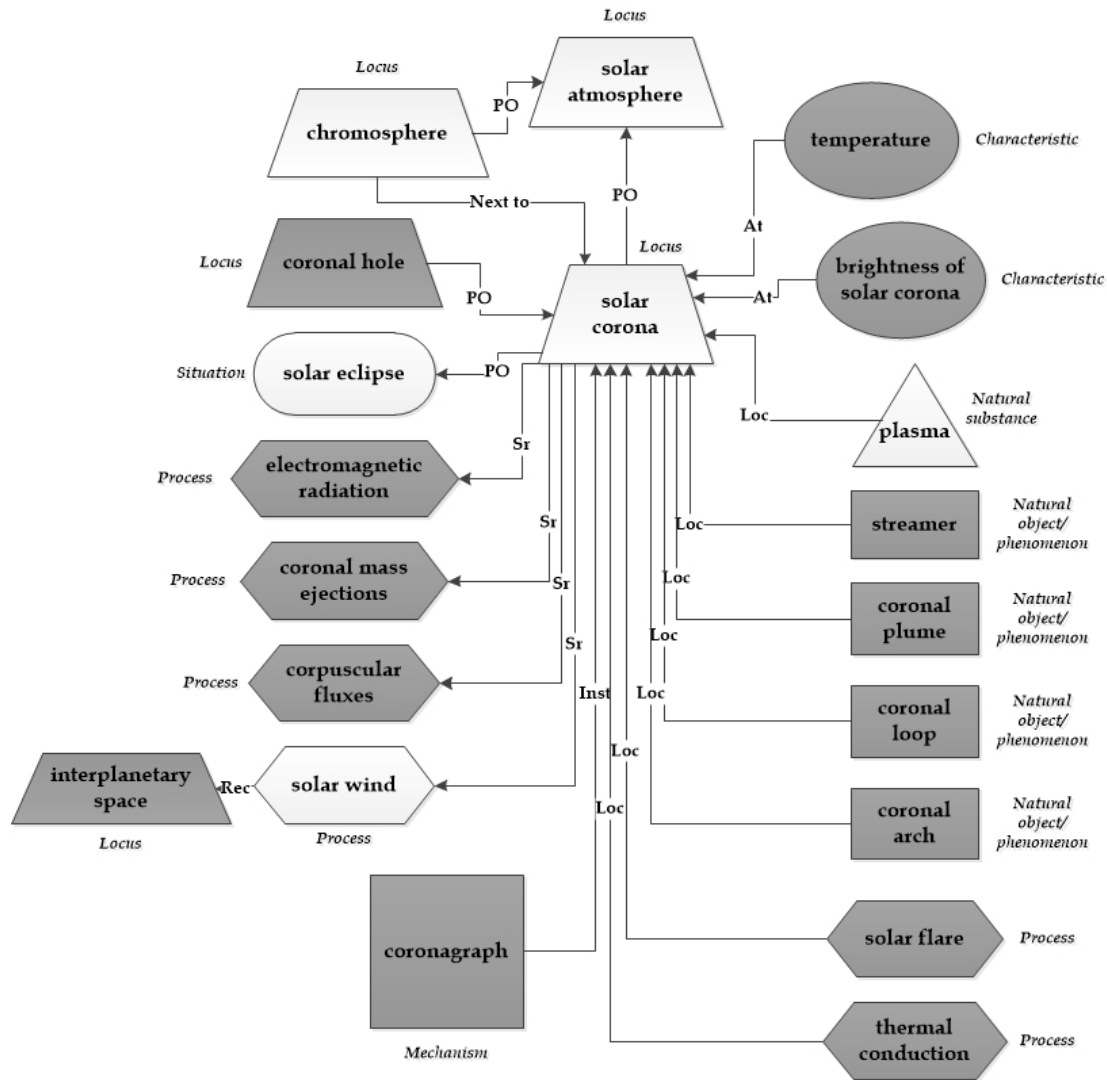 Locus
solar
atmosphere
Locus
chromosphere
PO
temperature
Characteristic
PO
Next to
At
Locus
coronal hole
Locus
PO
solar
corona
At
brightness of
solar corona
Characteristic
Situation
solar eclipse
PO
Loc
plasma
Natural
substance
Process
electromagnetic
radiation
Sr
streamer
Natural
object/
phenomenon
Loc
Process
coronal mass
ejections
Sr
Sr
Loc
coronal
plume
Natural
object/
phenomenon
Process
corpuscular
fluxes
Sr
Loc
Inst
Loc
coronal
loop
Natural
object/
phenomenon
interplanetary
space
Locus
Rec
solar wind
Process
Loc
Loc
coronal
arch
Natural
object/
phenomenon
coronagraph
Mechanism
solar flare
Process
thermal
conduction
Process